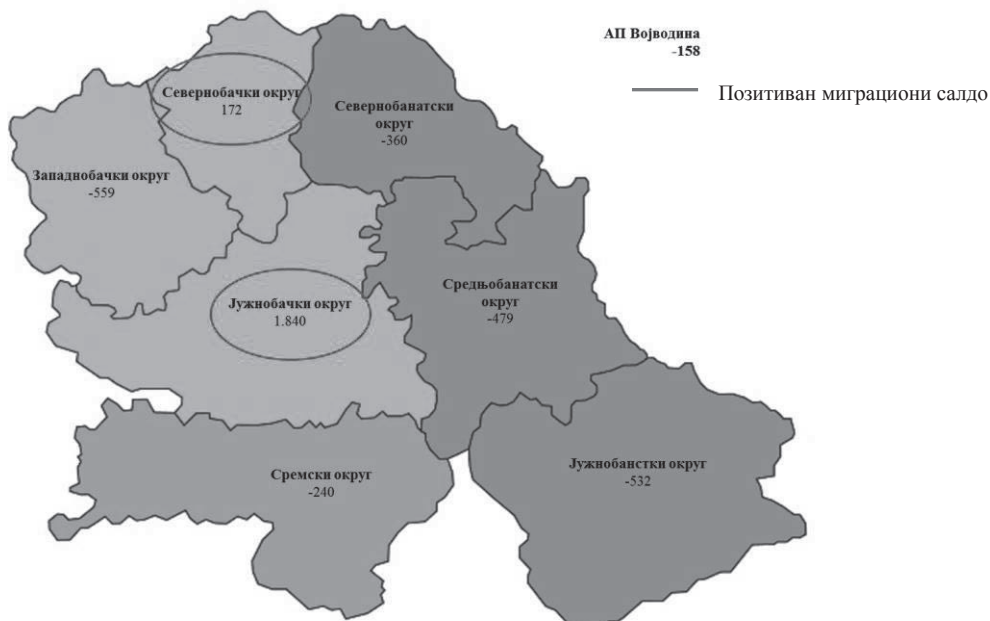 АП Војводина
-158
Позитиван миграциони салдо
Севернобачки округ
172
Севернобанатски
округ
-360
Западнобачки округ
-559
Јужнобачки округ
1.840
Средњобанатски
округ
-479
Сремски округ
-240
Јужнобанстки округ
-532